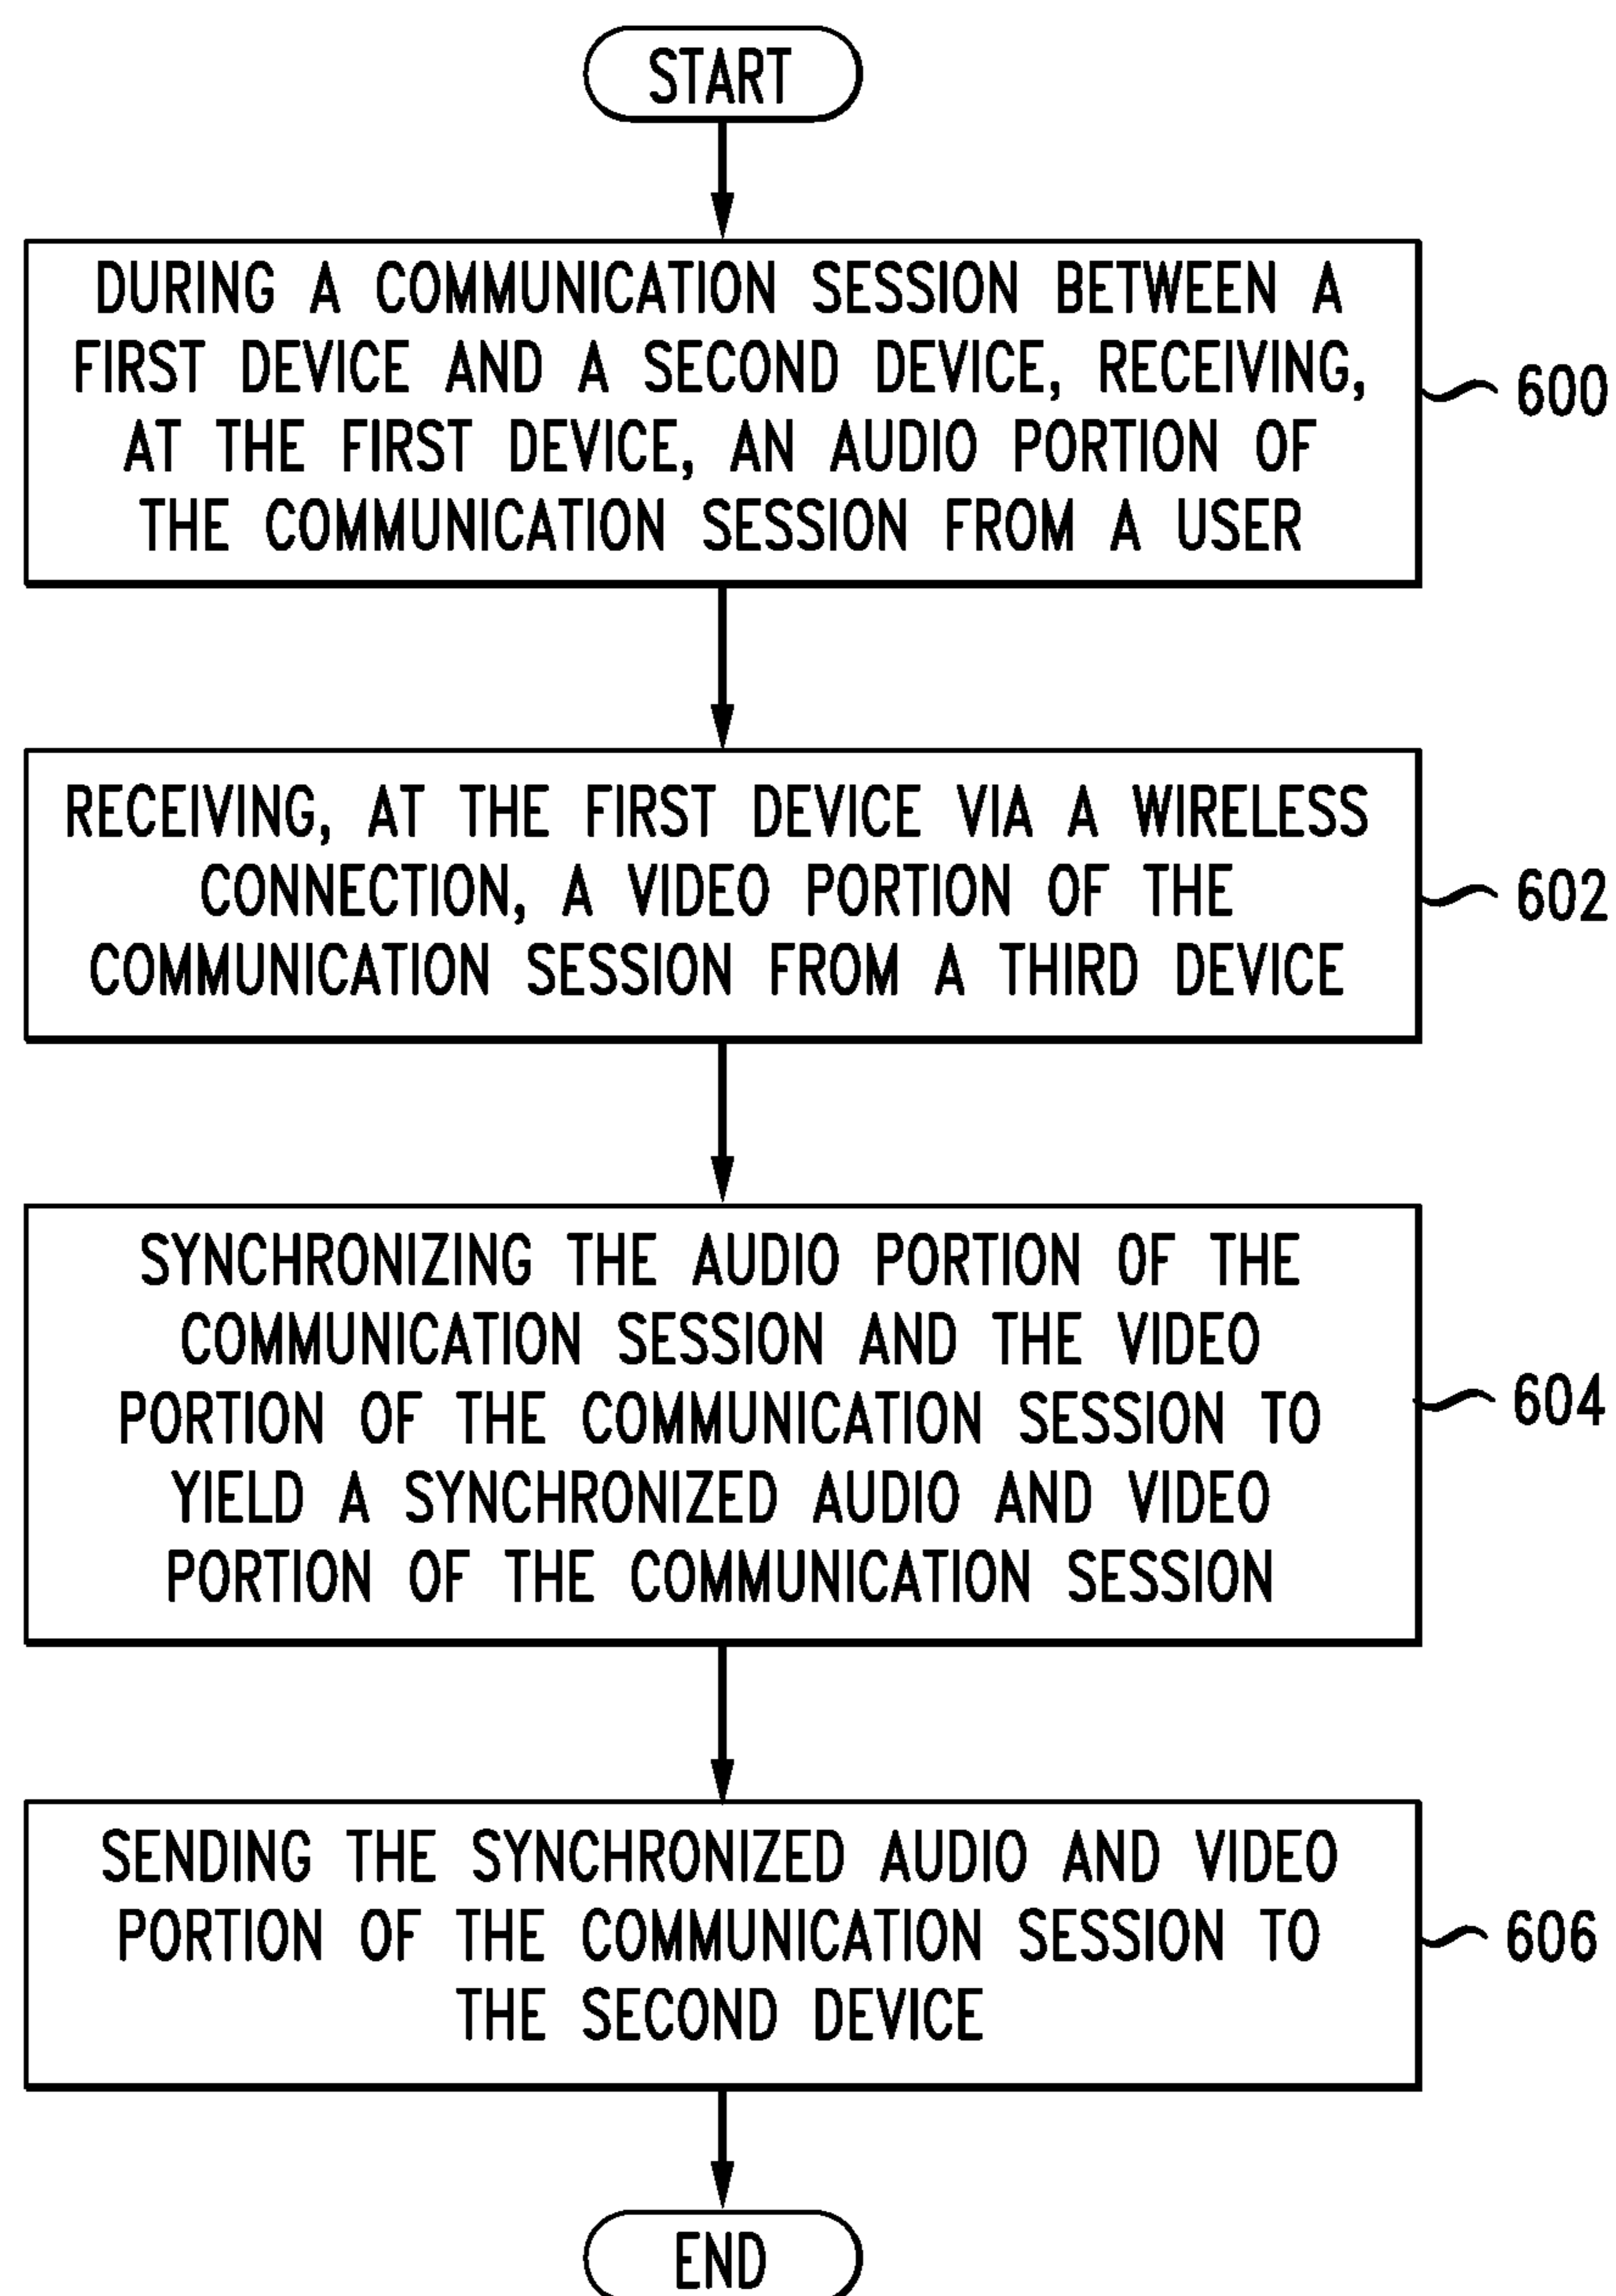 START
DURING A COMMUNICATION SESSION BETWEEN A
FIRST DEVICE AND A SECOND DEVICE, RECEIVING,
AT THE FIRST DEVICE, AN AUDIO PORTION OF
THE COMMUNICATION SESSION FROM A USER
600
RECEIVING, AT THE FIRST DEVICE VIA A WIRELESS
CONNECTION, A VIDEO PORTION OF THE
COMMUNICATION SESSION FROM A THIRD DEVICE
602
SYNCHRONIZING THE AUDIO PORTION OF THE
COMMUNICATION SESSION AND THE VIDEO
PORTION OF THE COMMUNICATION SESSION TO
YIELD A SYNCHRONIZED AUDIO AND VIDEO
PORTION OF THE COMMUNICATION SESSION
604
SENDING THE SYNCHRONIZED AUDIO AND VIDEO
PORTION OF THE COMMUNICATION SESSION TO
THE SECOND DEVICE
606
END